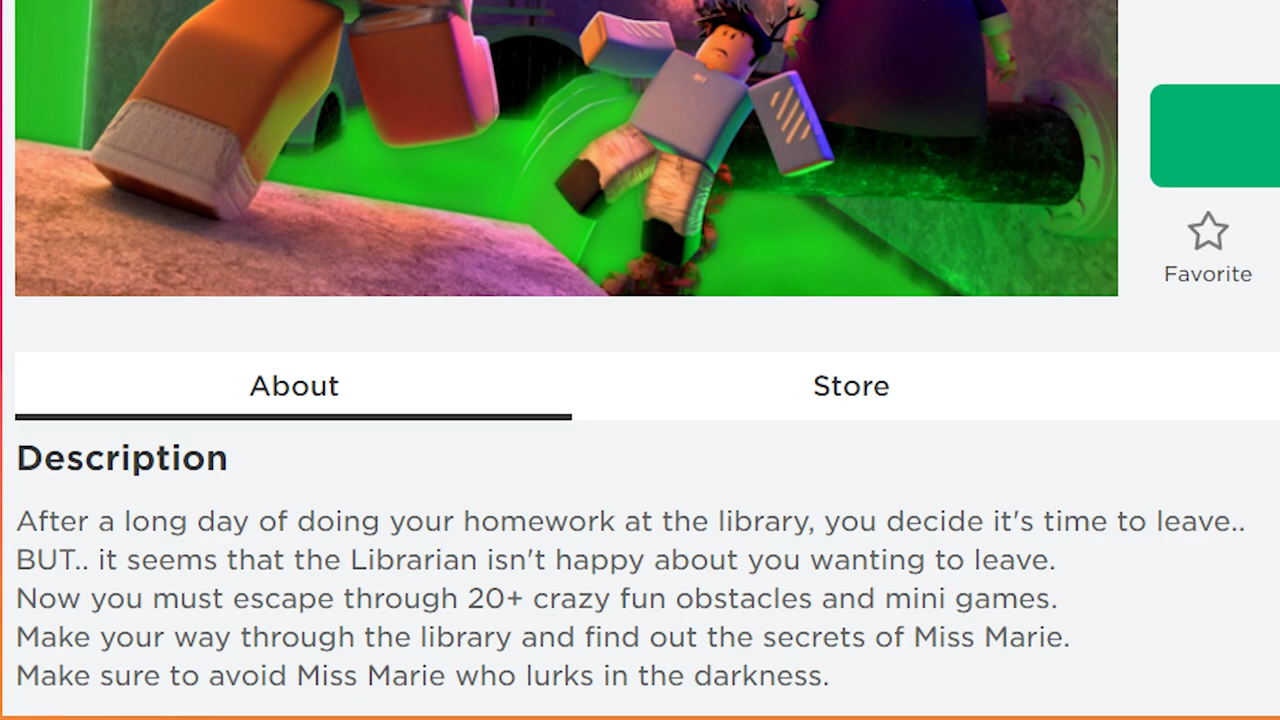 Favorite
About
Store
Description
After a long day of doing your homework at the library, you decide it's time to leave..
BUT.. it seems that the Librarian isn't happy about you wanting to leave.
Now you must escape through 20+ crazy fun obstacles and mini games.
Make your way through the library and find out the secrets of Miss Marie.
Make sure to avoid Miss Marie who lurks in the darkness.